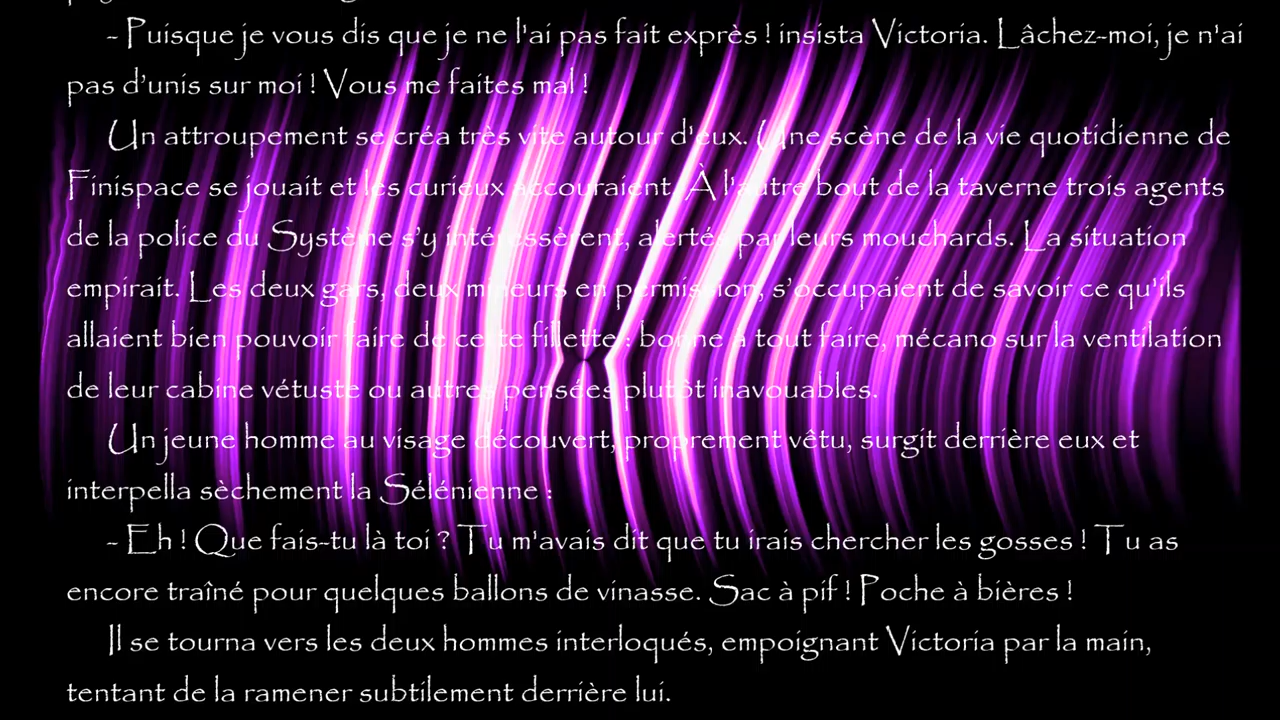 - Puisque je vous dis que je ne l'ai pas fait exprès ! insista Victoria. Lâchez-moi, je n'ai
pas d’unis sur moi ! Vous me faites mal !
Un attroupement se créa très vite autour d'eux. Une scène de la vie quotidienne de
Finispace se jouait et les curieux accouraient. À l'autre bout de la taverne trois agents
de la police du Système s’y intéressèrent, alertés par leurs mouchards. La situation
empirait. Les deux gars, deux mineurs en permission, s’occupaient de savoir ce qu'ils
allaient bien pouvoir faire de cette fillette : bonne à tout faire, mécano sur la ventilation
de leur cabine vétuste ou autres pensées plutôt inavouables.
Un jeune homme au visage découvert, proprement vêtu, surgit derrière eux et
interpella sèchement la Sélénienne :
- Eh ! Que fais-tu là toi ? Tu m'avais dit que tu irais chercher les gosses ! Tu as
encore traîné pour quelques ballons de vinasse. Sac à pif ! Poche à bières !
Il se tourna vers les deux hommes interloqués, empoignant Victoria par la main,
tentant de la ramener subtilement derrière lui.